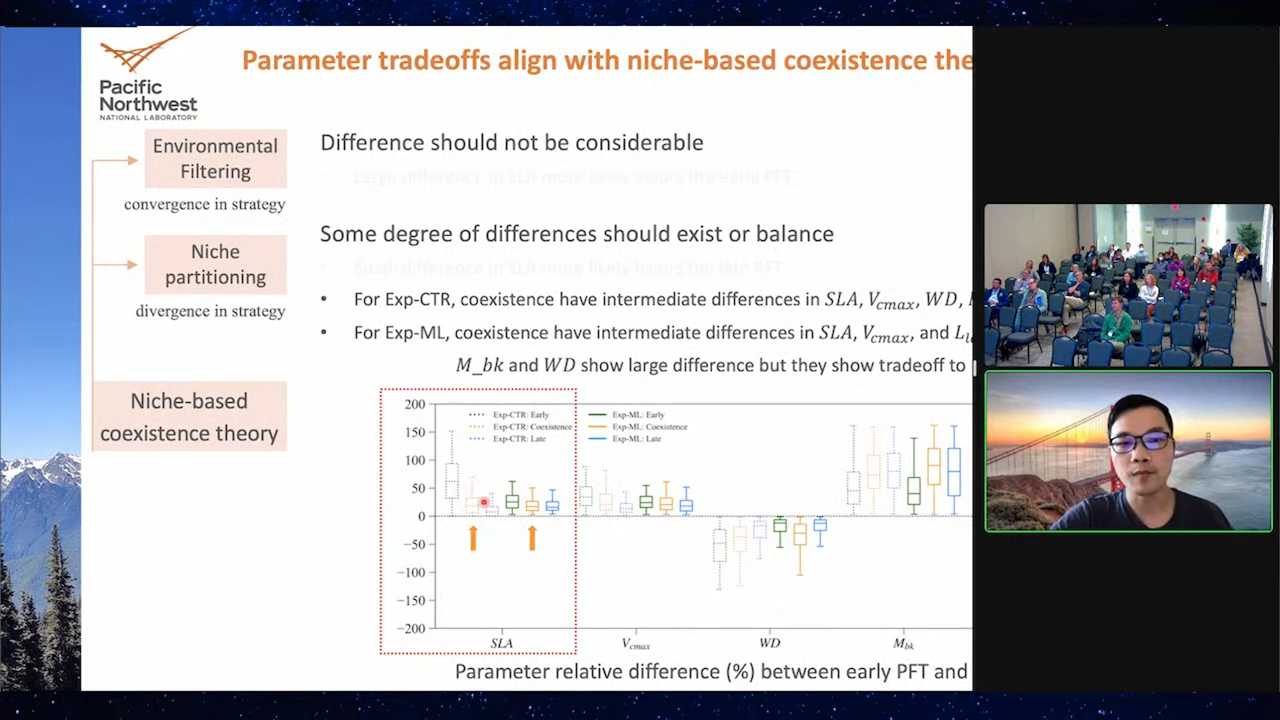 Parameter tradeoffs align with niche-based coexistence the
Pacific
Northwest
NATIONAL LABORATORY
Environmental
Filtering
convergence in strategy
Niche
partitioning
divergence in strategy
Niche-based
coexistence theory
Difference should not be considerable
Large difference in SLA more likely favors the early PFT
Some degree of differences should exist or balance
• Small difference in SLA more likely favors the late PFT
• For Exp-CTR, coexistence have intermediate differences in SLA, Vcmax, WD,
• For Exp-ML, coexistence have intermediate differences in SLA, Vcmax, and
M_bk and WD show large difference but they show tradeoff to
200
150
100
50
0
−50
−100
−150
−200
Exp-CTR: Early
Exp-CTR: Coexistence
Exp-CTR: Late
Exp-ML: Early
Exp-ML: Coexistence
Exp-ML: Late
SLA Vcmax WD Mbk
Parameter relative difference (%) between early PFT and